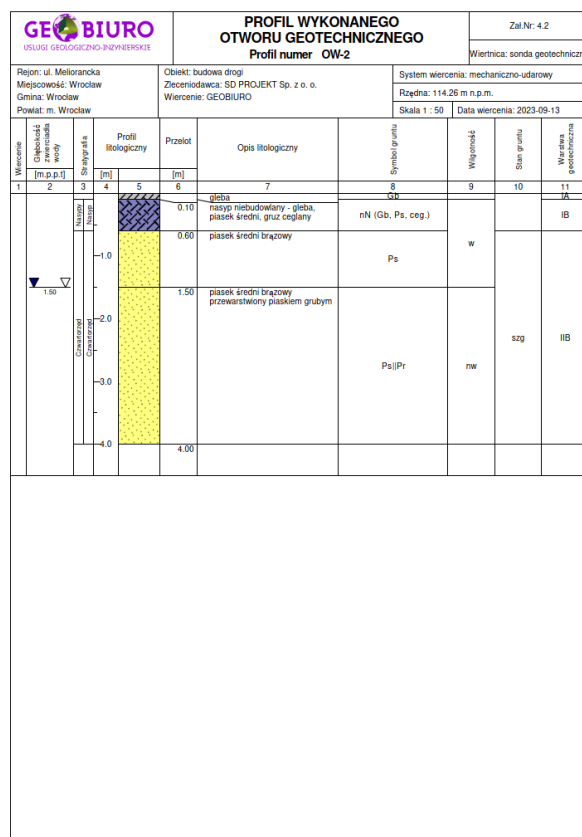 GEOBIURO
USLUGI GEOLOGICZNO-INZYNIERSKIE
PROFIL WYKONANEGO
OTWORU GEOTECHNICZNEGO
Profil numer OW-2
Zał.Nr: 4.2
Wiertnica: sonda geotechniczn
Rejon: ul. Meliorancka
Miejscowość: Wrocław
Gmina: Wrocław
Powiat: m. Wrocław
Obiekt: budowa drogi
Zleceniodawca: SD PROJEKT Sp. z o. o.
Wiercenie: GEOBIURO
System wiercenia: mechaniczno-udarowy
Rzędna: 114.26 m n.p.m.
Skala 1 : 50
Data wiercenia: 2023-09-13
Wiercenie
Głębokość
zwierciadła
wody
[m.p.p.t]
Stratygrafia
Profil
litologiczny
[m]
Przelot
[m]
Opis litologiczny
Symbol gruntu
Wilgotność
Stan gruntu
Warstwa
geotechniczna
1 2 3 4 5 6 7 8 9 10 11
gleba
Gb
IA
Nasypy
Nasyp
0.10
nasyp niebudowlany - gleba,
piasek średni, gruz ceglany
nN (Gb, Ps, ceg.)
IB
0.60
piasek średni brązowy
Ps
w
1.0
1.50
1.50
piasek średni brązowy
przewarstwiony piaskiem grubym
2.0
Czwartorzęd
Czwartorzęd
Ps||Pr
nw
szg
IIB
3.0
4.0
4.00